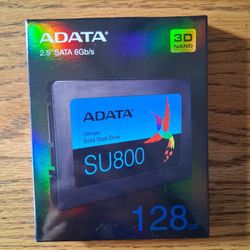 ADATA
2.5" SATA 6Gb/s
3D
NAND
ADATA
Ultimate
Solid State Drive
SU800
128GB